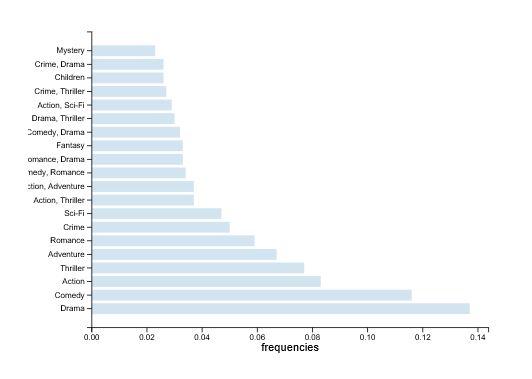 Mystery
Crime, Drama
Children
Crime, Thriller
Action, Sci-Fi
Drama, Thriller
Comedy, Drama
Fantasy
omance, Drama
medy, Romance
ction, Adventure
Action, Thriller
Sci-Fi
Crime
Romance
Adventure
Thriller
Action
Comedy
Drama
0.00 0.02 0.04 0.06 0.08 0.10 0.12 0.14
frequencies